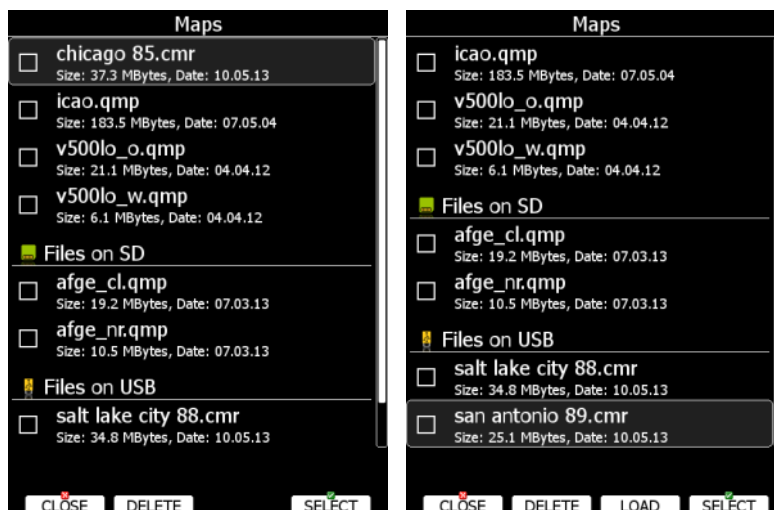 Maps
chicago 85.cmr
Size: 37.3 MBytes, Date: 10.05.13
icao.qmp
Size: 183.5 MBytes, Date: 07.05.04
v500lo_o.qmp
Size: 21.1 MBytes, Date: 04.04.12
v500lo_w.qmp
Size: 6.1 MBytes, Date: 04.04.12
Files on SD
afge_cl.qmp
Size: 19.2 MBytes, Date: 07.03.13
afge_nr.qmp
Size: 10.5 MBytes, Date: 07.03.13
Files on USB
salt lake city 88.cmr
Size: 34.8 MBytes, Date: 10.05.13
CLOSE DELETE SELECT
Maps
icao.qmp
Size: 183.5 MBytes, Date: 07.05.04
v500lo_o.qmp
Size: 21.1 MBytes, Date: 04.04.12
v500lo_w.qmp
Size: 6.1 MBytes, Date: 04.04.12
Files on SD
afge_cl.qmp
Size: 19.2 MBytes, Date: 07.03.13
afge_nr.qmp
Size: 10.5 MBytes, Date: 07.03.13
Files on USB
salt lake city 88.cmr
Size: 34.8 MBytes, Date: 10.05.13
san antonio 89.cmr
Size: 25.1 MBytes, Date: 10.05.13
CLOSE DELETE LOAD SELECT